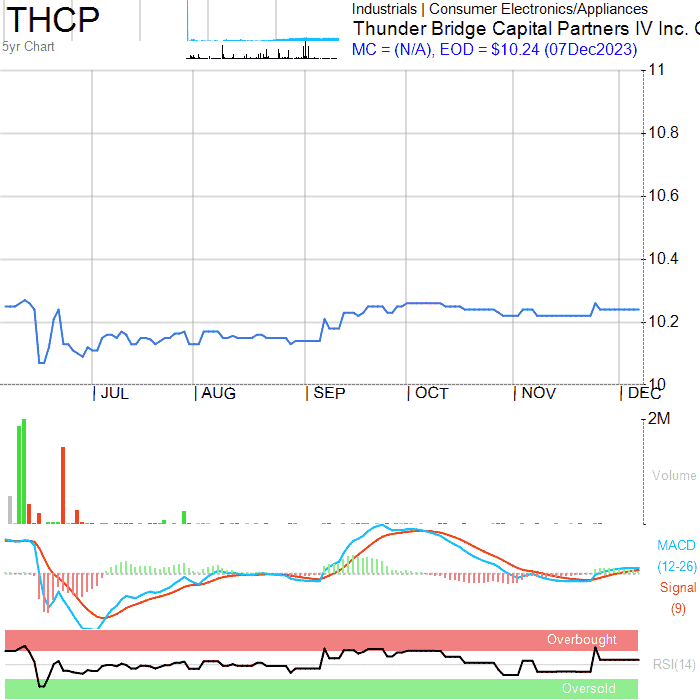 THCP
5yr Chart
Industrials | Consumer Electronics/Appliances
Thunder Bridge Capital Partners IV Inc. C
MC = (N/A), EOD = $10.24 (07Dec2023)
11
10.8
10.6
10.4
10.2
10
JUL AUG SEP OCT NOV DEC
2M
Volume
MACD
(12-26)
Signal
(9)
Overbought
RSI(14)
Oversold